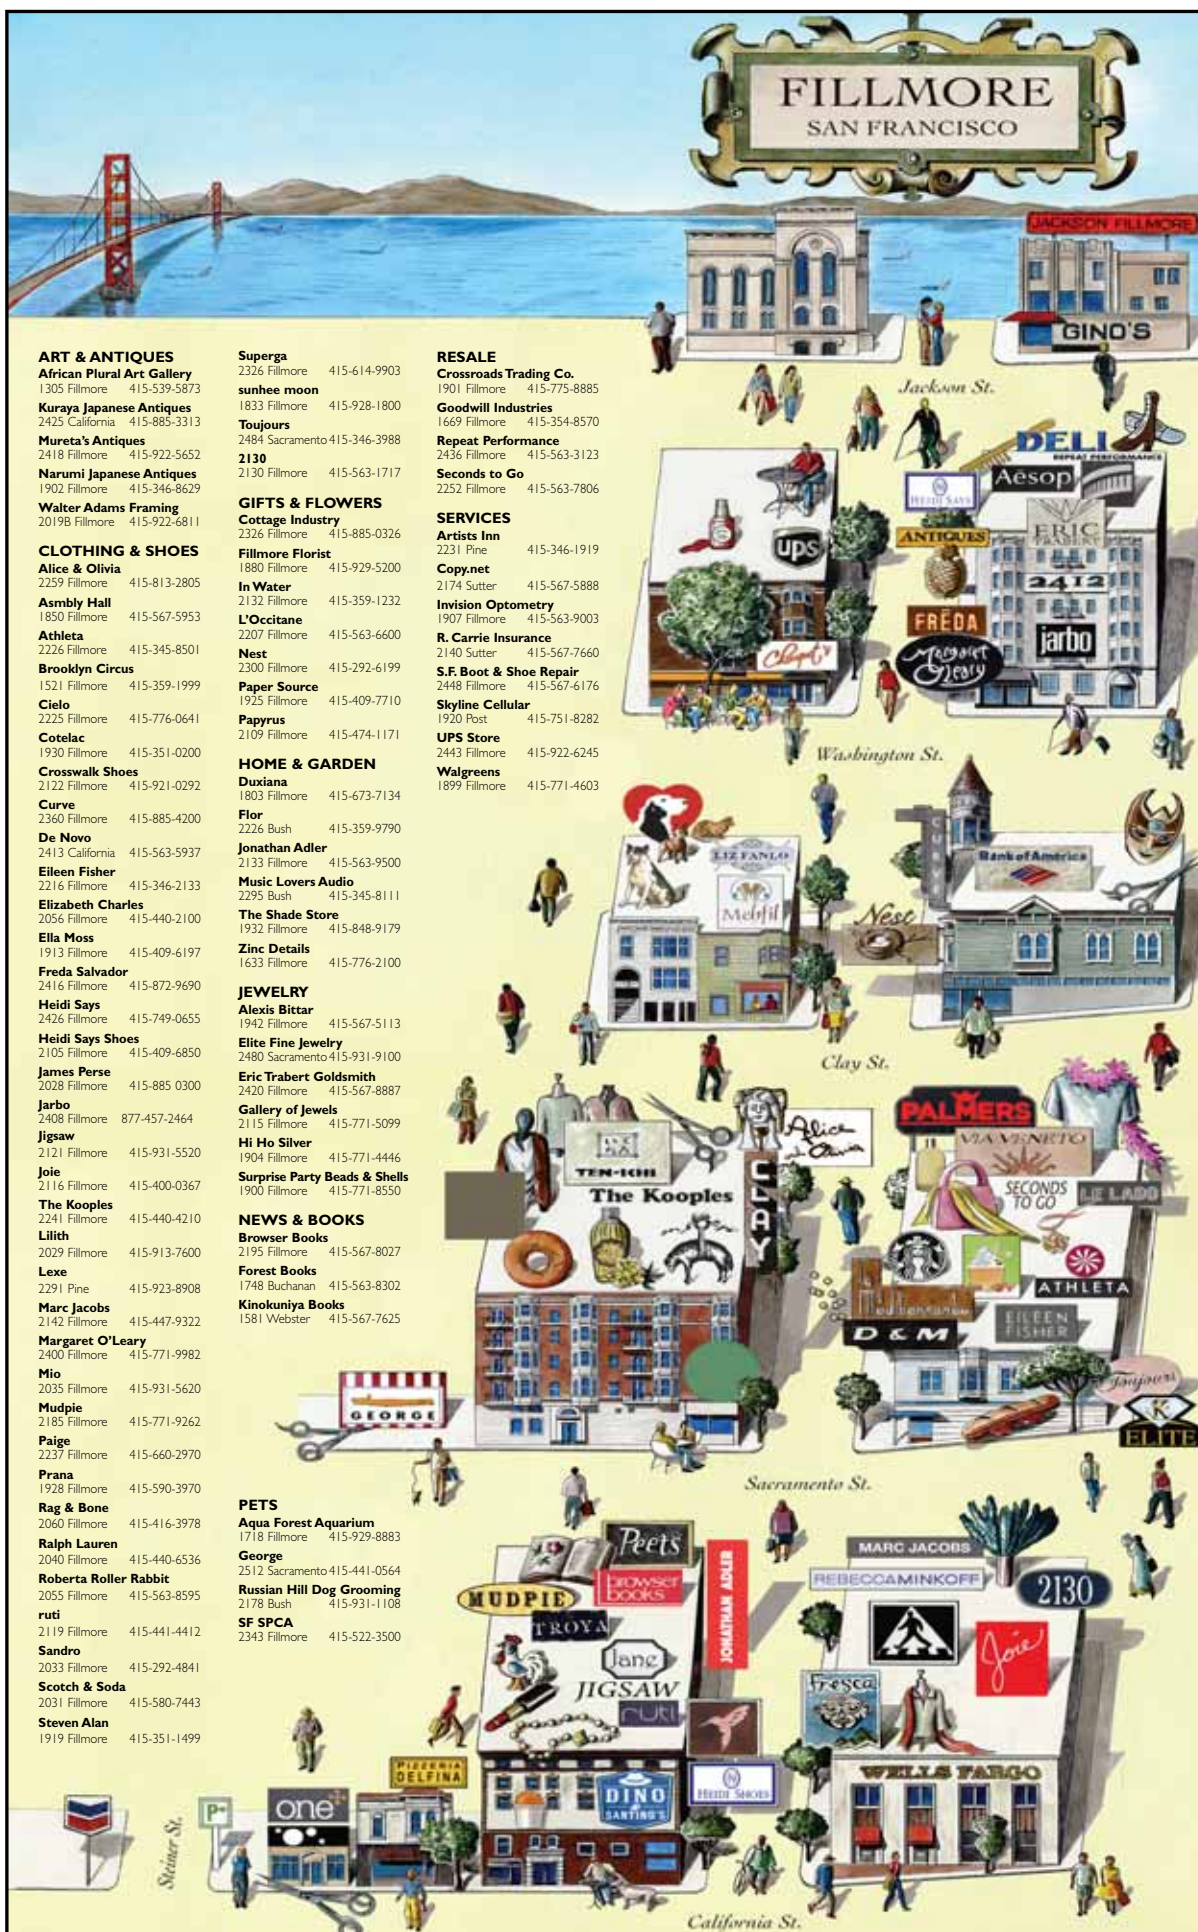 FILLMORE
SAN FRANCISCO
JACKSON FILLMORE
GINO'S
Jackson St.
ART & ANTIQUES
African Plural Art Gallery
1305 Fillmore 415-539-5873
Kuraya Japanese Antiques
2425 California 415-885-3313
Mureta's Antiques
2418 Fillmore 415-922-5652
Narumi Japanese Antiques
1902 Fillmore 415-346-8629
Walter Adams Framing
2019B Fillmore 415-922-6811
CLOTHING & SHOES
Alice & Olivia
2259 Fillmore 415-813-2805
Asmbly Hall
1850 Fillmore 415-567-5953
Athleta
2226 Fillmore 415-345-8501
Brooklyn Circus
1521 Fillmore 415-359-1999
Cielo
2225 Fillmore 415-776-0641
Cotelac
1930 Fillmore 415-351-0200
Crosswalk Shoes
2122 Fillmore 415-921-0292
Curve
2360 Fillmore 415-885-4200
De Novo
2413 California 415-563-5937
Eileen Fisher
2216 Fillmore 415-346-2133
Elizabeth Charles
2056 Fillmore 415-440-2100
Ella Moss
1913 Fillmore 415-409-6197
Freda Salvador
2416 Fillmore 415-872-9690
Heidi Says
2426 Fillmore 415-749-0655
Heidi Says Shoes
2105 Fillmore 415-409-6850
James Perse
2028 Fillmore 415-885 0300
Jarbo
2408 Fillmore 877-457-2464
Jigsaw
2121 Fillmore 415-931-5520
Joie
2116 Fillmore 415-400-0367
The Kooples
2241 Fillmore 415-440-4210
Lilith
2029 Fillmore 415-913-7600
Lexe
2291 Pine 415-923-8908
Marc Jacobs
2142 Fillmore 415-447-9322
Margaret O'Leary
2400 Fillmore 415-771-9982
Mio
2035 Fillmore 415-931-5620
Mudpie
2185 Fillmore 415-771-9262
Paige
2237 Fillmore 415-660-2970
Prana
1928 Fillmore 415-590-3970
Rag & Bone
2060 Fillmore 415-416-3978
Ralph Lauren
2040 Fillmore 415-440-6536
Roberta Roller Rabbit
2055 Fillmore 415-563-8595
ruti
2119 Fillmore 415-441-4412
Sandro
2033 Fillmore 415-292-4841
Scotch & Soda
2031 Fillmore 415-580-7443
Steven Alan
1919 Fillmore 415-351-1499
Superga
2326 Fillmore 415-614-9903
sunhee moon
1833 Fillmore 415-928-1800
Toujours
2484 Sacramento 415-346-3988
2130
2130 Fillmore 415-563-1717
GIFTS & FLOWERS
Cottage Industry
2326 Fillmore 415-885-0326
Fillmore Florist
1880 Fillmore 415-929-5200
In Water
2132 Fillmore 415-359-1232
L'Occitane
2207 Fillmore 415-563-6600
Nest
2300 Fillmore 415-292-6199
Paper Source
1925 Fillmore 415-409-7710
Papyrus
2109 Fillmore 415-474-1171
HOME & GARDEN
Duxiana
1803 Fillmore 415-673-7134
Flor
2226 Bush 415-359-9790
Jonathan Adler
2133 Fillmore 415-563-9500
Music Lovers Audio
2295 Bush 415-345-8111
The Shade Store
1932 Fillmore 415-848-9179
Zinc Details
1633 Fillmore 415-776-2100
JEWELRY
Alexis Bittar
1942 Fillmore 415-567-5113
Elite Fine Jewelry
2480 Sacramento 415-931-9100
Eric Trabert Goldsmith
2420 Fillmore 415-567-8887
Gallery of Jewels
2115 Fillmore 415-771-5099
Hi Ho Silver
1904 Fillmore 415-771-4446
Surprise Party Beads & Shells
1900 Fillmore 415-771-8550
NEWS & BOOKS
Browser Books
2195 Fillmore 415-567-8027
Forest Books
1748 Buchanan 415-563-8302
Kinokuniya Books
1581 Webster 415-567-7625
PETS
Aqua Forest Aquarium
1718 Fillmore 415-929-8883
George
2512 Sacramento 415-441-0564
Russian Hill Dog Grooming
2178 Bush 415-931-1108
SF SPCA
2343 Fillmore 415-522-3500
RESALE
Crossroads Trading Co.
1901 Fillmore 415-775-8885
Goodwill Industries
1669 Fillmore 415-354-8570
Repeat Performance
2436 Fillmore 415-563-3123
Seconds to Go
2252 Fillmore 415-563-7806
SERVICES
Artists Inn
2231 Pine 415-346-1919
Copy.net
2174 Sutter 415-567-5888
Invision Optometry
1907 Fillmore 415-563-9003
R. Carrie Insurance
2140 Sutter 415-567-7660
S.F. Boot & Shoe Repair
2448 Fillmore 415-567-6176
Skyline Cellular
1920 Post 415-751-8282
UPS Store
2443 Fillmore 415-922-6245
Walgreens
1899 Fillmore 415-771-4603
DELI
REPEAT PERFORMANCE
HEIDI SAYS
Aēsop
ups
ANTIQUES
ERIC
2412
FRĒDA
jarbo
Margaret
O'Leary
Washington St.
LIZ FANLO
Mehfil
Bank of America
Nest
Clay St.
Alice
Olivia
TEN-ICHI
The Kooples
CLAY
PALMERS
VIA VENETO
SECONDS
TO GO
LE LABO
ATHLETA
D & M
EILEEN
FISHER
Toujours
K
ELITE
GEORGE
Sacramento St.
Peets
browser
books
MUDPIE
TROYA
Jane
JIGSAW
ruti
JONATHAN ADLER
MARC JACOBS
REBECCAMINKOFF
2130
Joie
Fresca
WELLS FARGO
PIZZERIA
DELFINA
one
DINO
SANTINO'S
HEIDI SHOES
P
Steiner St.
California St.